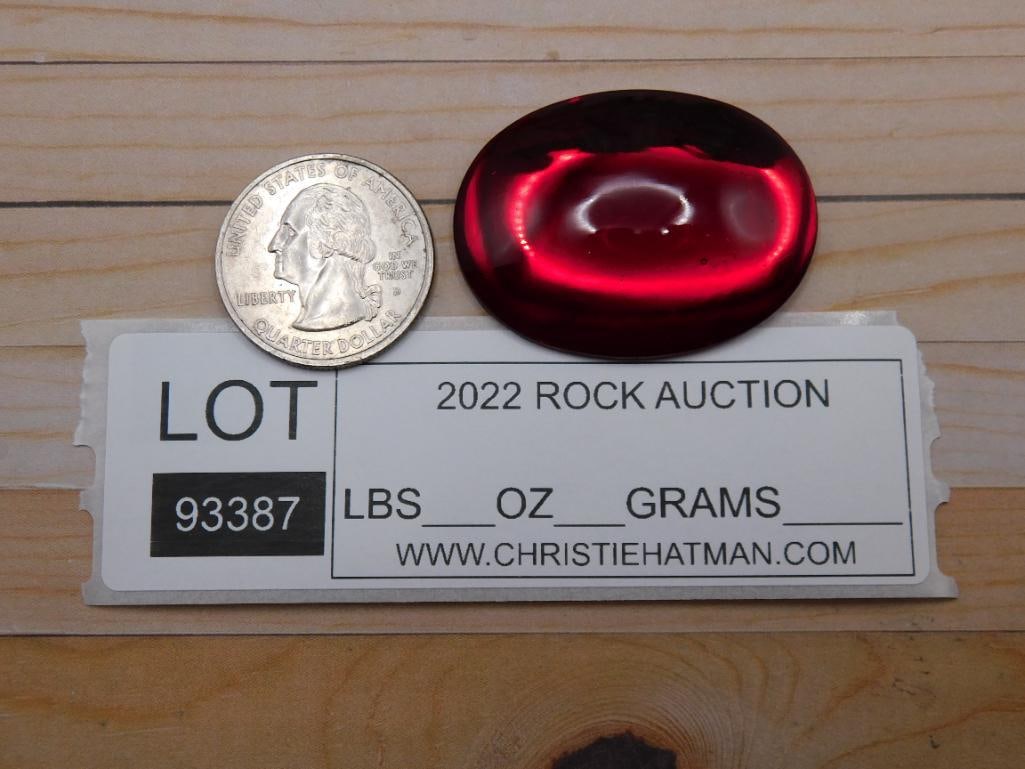 UNITED STATES OF AMERICA
IN
GOD WE
TRUST
D
LIBERTY
QUARTER DOLLAR
LOT
93387
2022 ROCK AUCTION
LBS___OZ___GRAMS_____
WWW.CHRISTIEHATMAN.COM